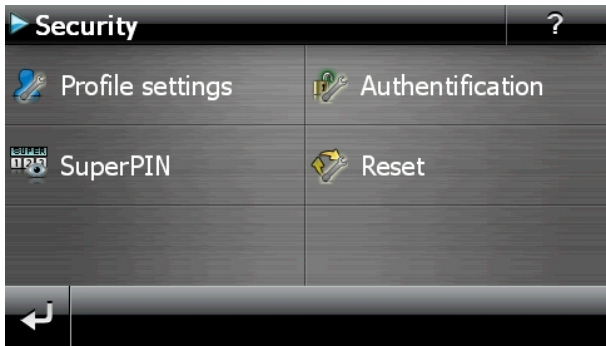 Security
?
Profile settings
Authentification
SUPER
123
SuperPIN
Reset